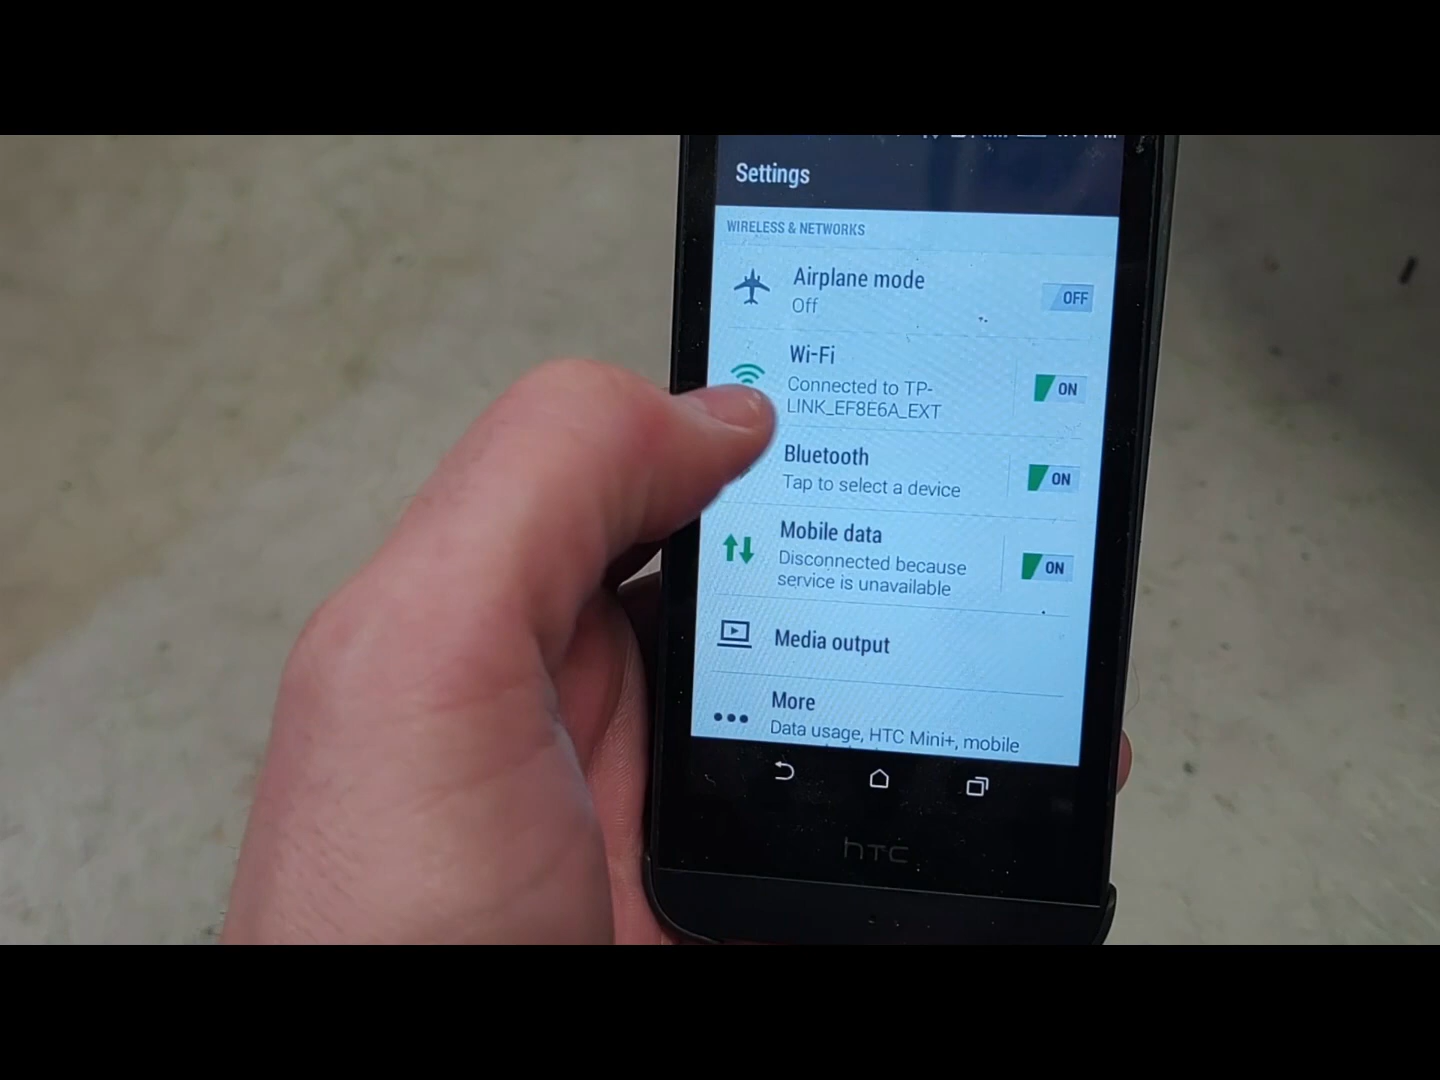 Settings
WIRELESS & NETWORKS
Airplane mode
Off
OFF
Wi-Fi
Connected to TP-
LINK_EF8E6A_EXT
ON
Bluetooth
Tap to select a device
ON
Mobile data
Disconnected because
service is unavailable
ON
Media output
More
Data usage, HTC Mini+, mobile
hTC